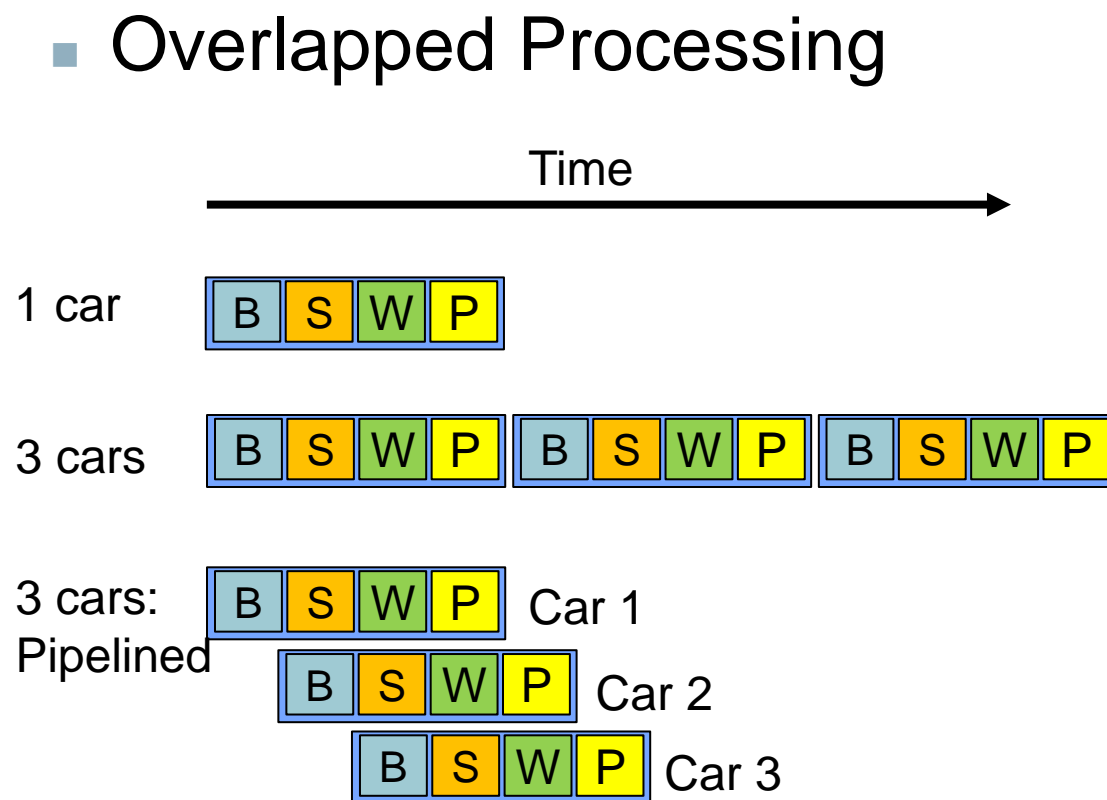 Overlapped Processing
Time
1 car
B S W P
3 cars
B S W P B S W P B S W P
3 cars:
Pipelined
B S W P Car 1
B S W P Car 2
B S W P Car 3